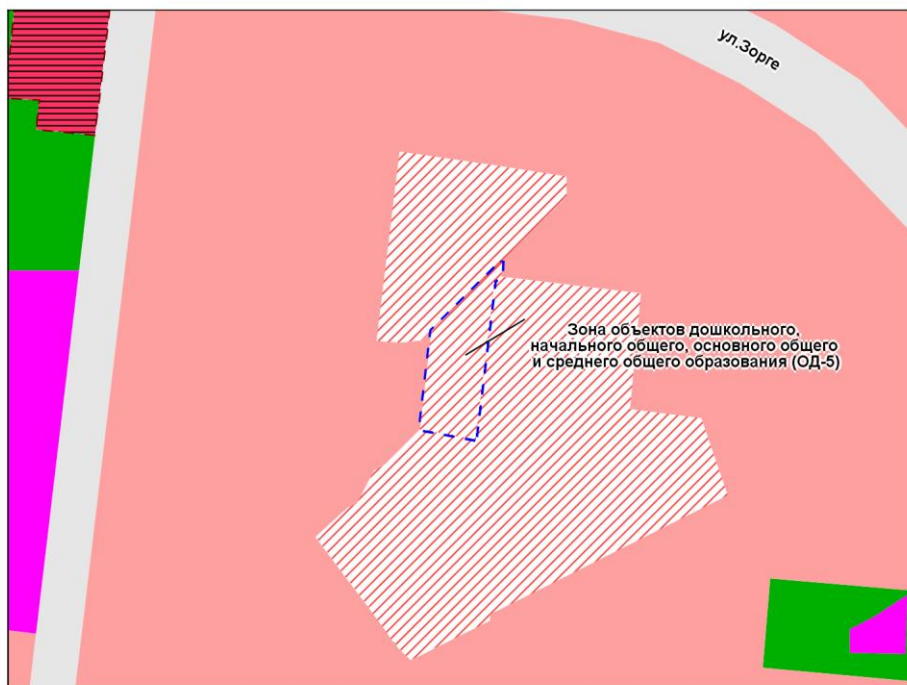 ул.Зорге
Зона объектов дошкольного,
начального общего, основного общего
и среднего общего образования (ОД-5)